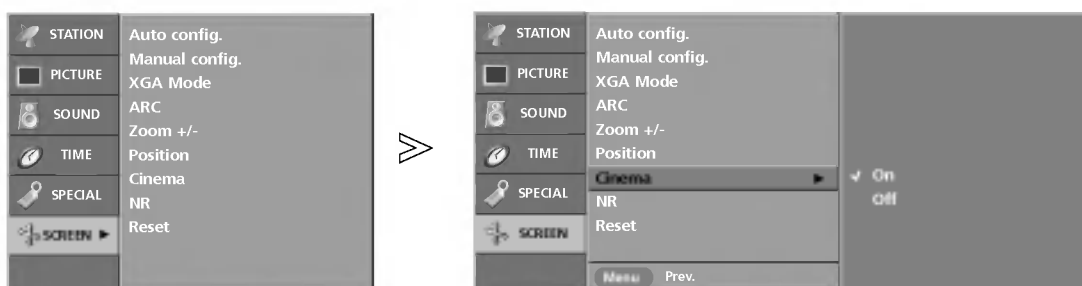 STATION
PICTURE
SOUND
TIME
SPECIAL
SCREEN
Auto config.
Manual config.
XGA Mode
ARC
Zoom +/-
Position
Cinema
NR
Reset
STATION
PICTURE
SOUND
TIME
SPECIAL
SCREEN
Auto config.
Manual config.
XGA Mode
ARC
Zoom +/-
Position
Cinema
NR
Reset
Menu Prev.
On
Off